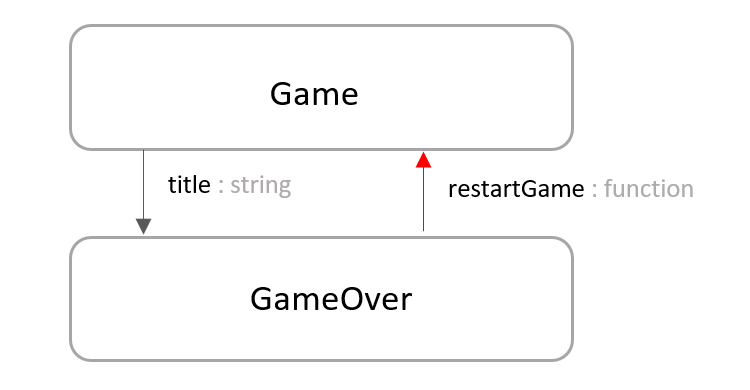 Game
title : string
restartGame : function
GameOver